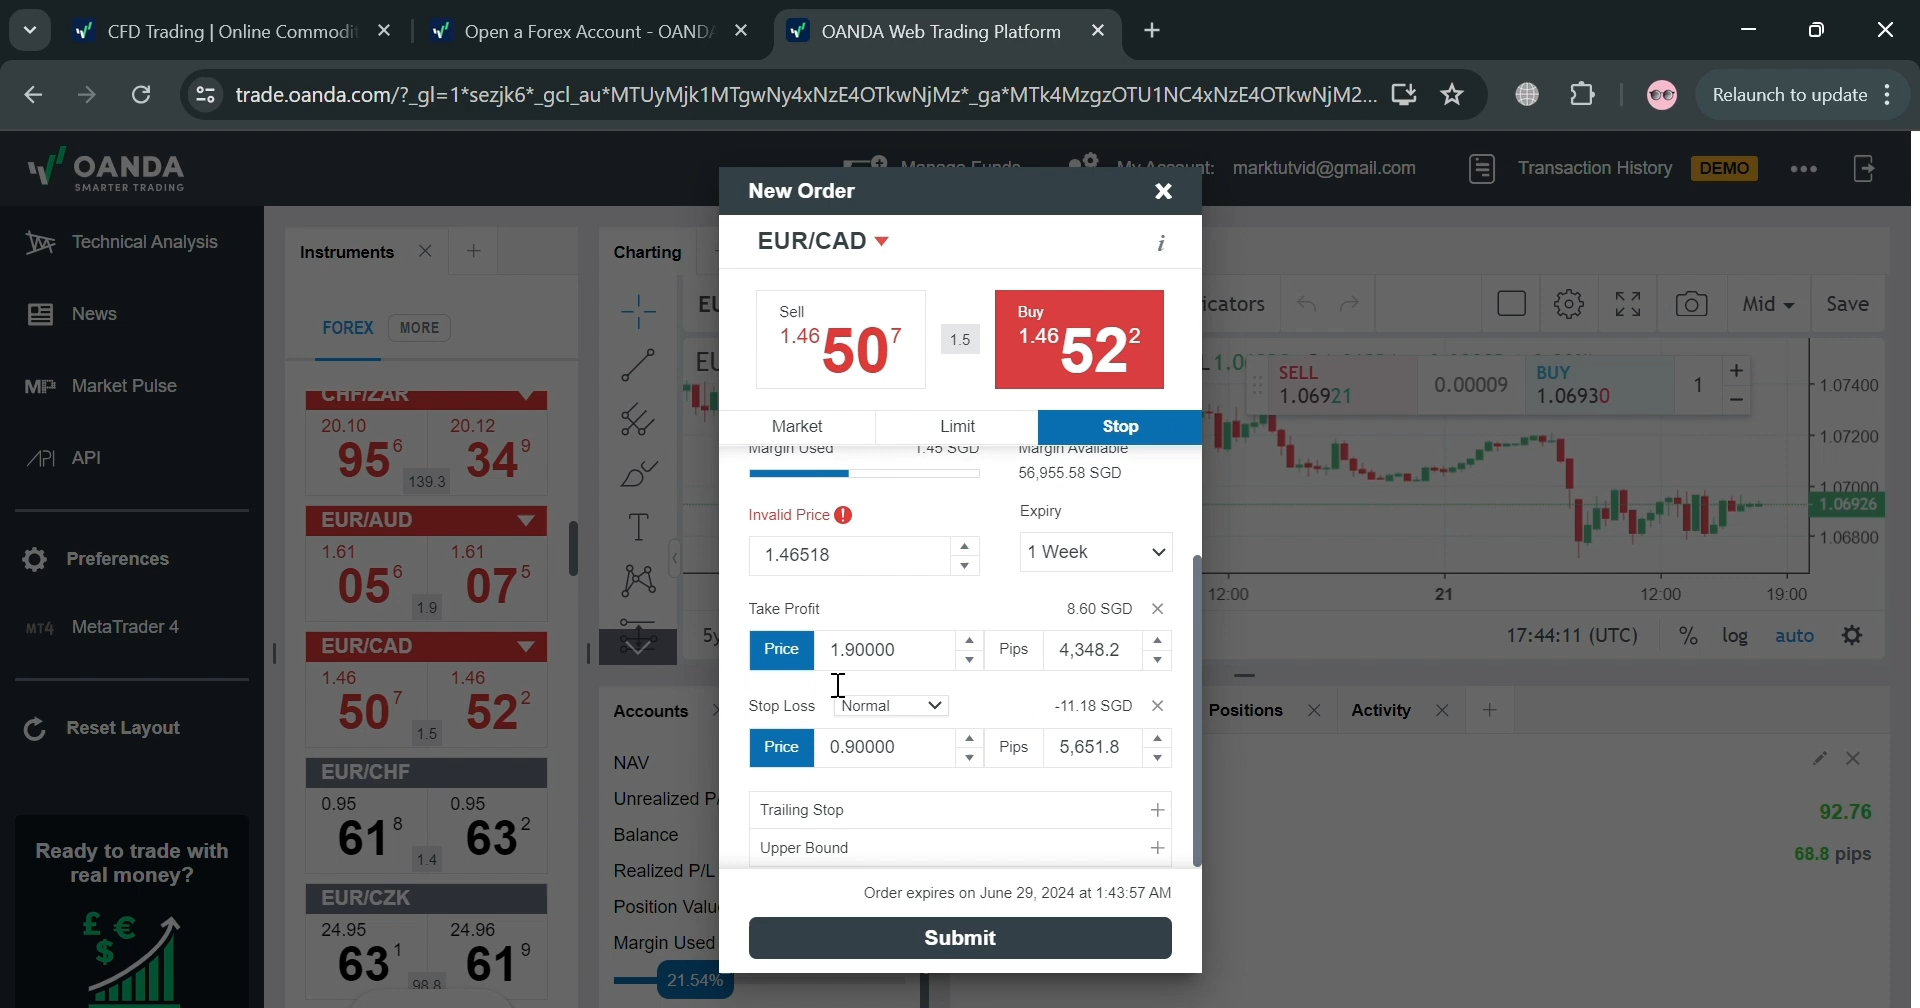 CFD Trading | Online Commodit
Open a Forex Account - OAND
OANDA Web Trading Platform
trade.oanda.com/?_gl=1*sezjk6*_gcl_au*MTUyMjk1MTgwNy4xNzE4OTkwNjMz*_ga*MTk4MzgzOTU1NC4xNzE4OTkwNjM2...
Relaunch to update
OANDA
SMARTER TRADING
marktutvid@gmail.com
Transaction History
DEMO
Technical Analysis
News
Market Pulse
API
Preferences
MT4 MetaTrader 4
Reset Layout
Ready to trade with
real money?
Instruments
FOREX
MORE
CHF/ZAR
20.10 20.12
95 6 34 9
139.3
EUR/AUD
1.61 1.61
05 6 07 5
1.9
EUR/CAD
1.46 1.46
50 7 52 2
1.5
EUR/CHF
0.95 0.95
61 8 63 2
1.4
EUR/CZK
24.95 24.96
63 1 61 9
98.8
Charting
New Order
EUR/CAD
i
Sell
1.46 50 7
1.5
Buy
1.46 52 2
Market
Limit
Stop
Margin Used 1.45 SGD
Margin Available
56,955.58 SGD
Invalid Price
1.46518
Expiry
1 Week
Take Profit
8.60 SGD
Price
1.90000
Pips
4,348.2
Stop Loss
Normal
-11.18 SGD
Price
0.90000
Pips
5,651.8
Trailing Stop
Upper Bound
Order expires on June 29, 2024 at 1:43:57 AM
Submit
Mid
Save
SELL
1.06921
0.00009
BUY
1.06930
1
1.07400
1.07200
1.07000
1.06926
1.06800
12:00
21
12:00
19:00
17:44:11 (UTC)
%
log
auto
5y
Accounts
NAV
Balance
Realized P/L
Margin Used
21.54%
Positions
Activity
92.76
68.8 pips